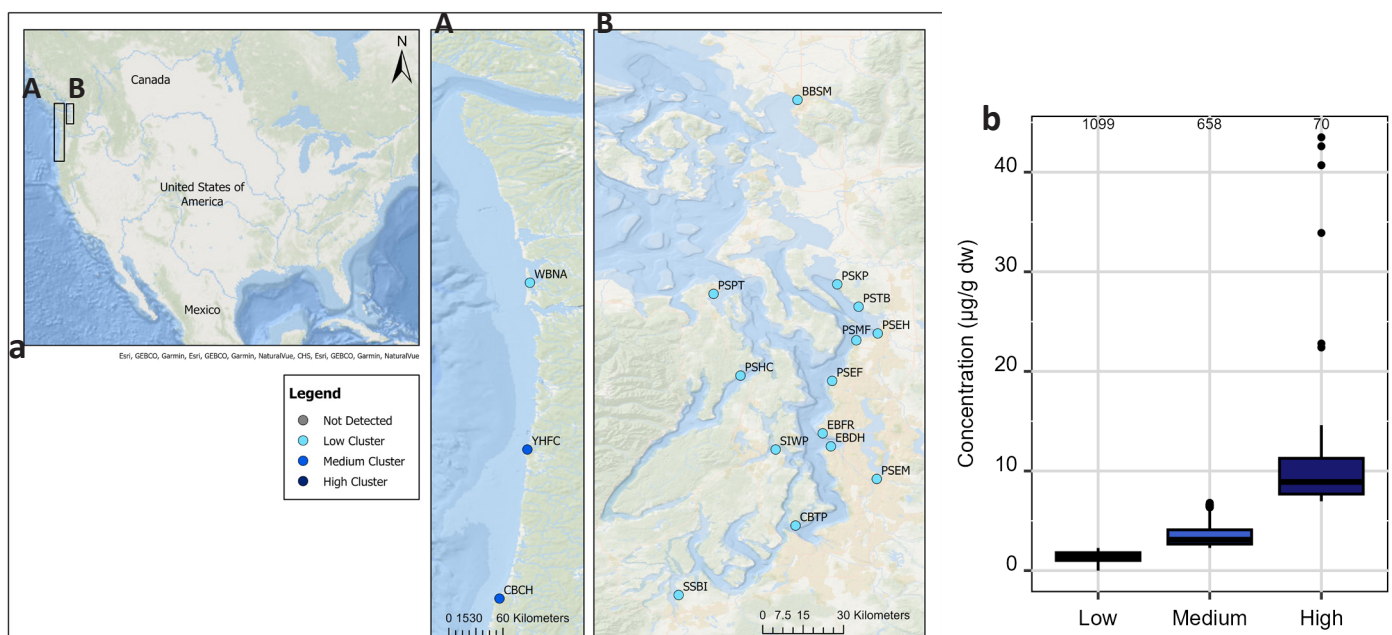 A
B
N
Canada
A
B
United States of
America
Mexico
a
Esri, GEBCO, Garmin, Esri, GEBCO, Garmin, NaturalVue, CHS, Esri, GEBCO, Garmin, NaturalVue
Legend
Not Detected
Low Cluster
Medium Cluster
High Cluster
WBNA
YHFC
CBCH
0 1530 60 Kilometers
BBSM
PSKP
PSPT
PSTB
PSEH
PSMF
PSHC
PSEF
EBFR
EBDH
SIWP
PSEM
CBTP
SSBI
0 7.5 15 30 Kilometers
b
1099 658 70
Concentration (µg/g dw)
40
30
20
10
0
Low Medium High